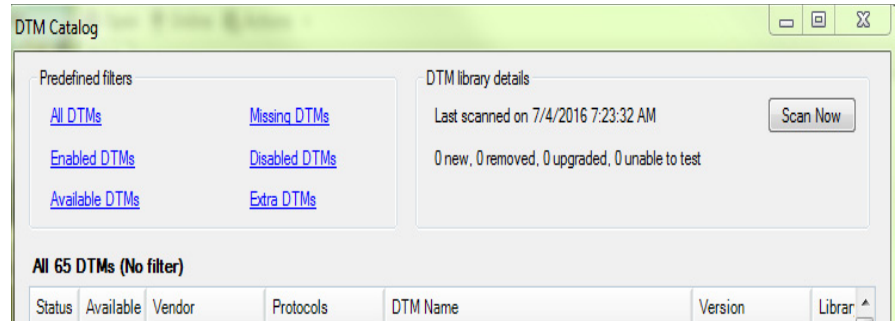 DTM Catalog
Predefined filters
All DTMs Missing DTMs
Enabled DTMs Disabled DTMs
Available DTMs Extra DTMs
DTM library details
Last scanned on 7/4/2016 7:23:32 AM Scan Now
0 new, 0 removed, 0 upgraded, 0 unable to test
All 65 DTMs (No filter)
Status Available Vendor Protocols DTM Name Version Librar